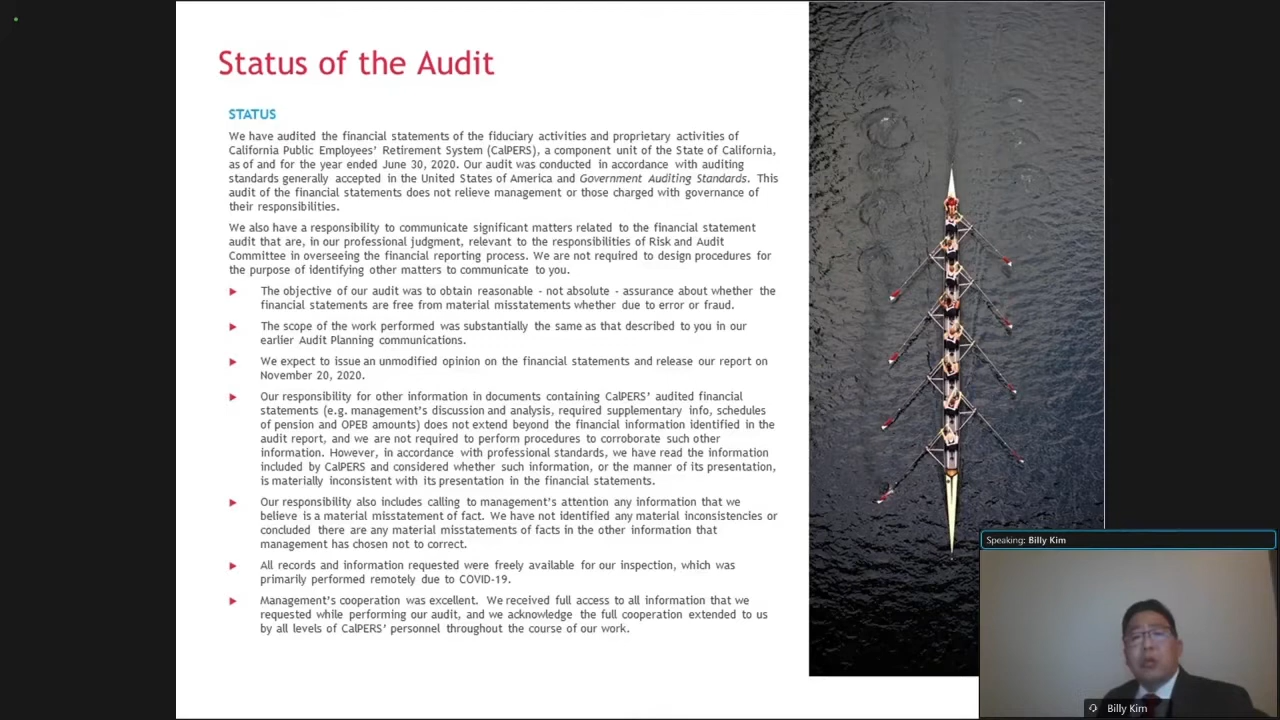 Status of the Audit
STATUS
We have audited the financial statements of the fiduciary activities and proprietary activities of
California Public Employees' Retirement System (CalPERS), a component unit of the State of California,
as of and for the year ended June 30, 2020. Our audit was conducted in accordance with auditing
standards generally accepted in the United States of America and Government Auditing Standards. This
audit of the financial statements does not relieve management or those charged with governance of
their responsibilities.
We also have a responsibility to communicate significant matters related to the financial statement
audit that are, in our professional judgment, relevant to the responsibilities of Risk and Audit
Committee in overseeing the financial reporting process. We are not required to design procedures for
the purpose of identifying other matters to communicate to you.
The objective of our audit was to obtain reasonable - not absolute - assurance about whether the
financial statements are free from material misstatements whether due to error or fraud.
The scope of the work performed was substantially the same as that described to you in our
earlier Audit Planning communications.
We expect to issue an unmodified opinion on the financial statements and release our report on
November 20, 2020.
Our responsibility for other information in documents containing CalPERS' audited financial
statements (e.g. management's discussion and analysis, required supplementary info, schedules
of pension and OPEB amounts) does not extend beyond the financial information identified in the
audit report, and we are not required to perform procedures to corroborate such other
information. However, in accordance with professional standards, we have read the information
included by CalPERS and considered whether such information, or the manner of its presentation,
is materially inconsistent with its presentation in the financial statements.
Our responsibility also includes calling to management's attention any information that we
believe is a material misstatement of fact. We have not identified any material inconsistencies or
concluded there are any material misstatements of facts in the other information that
management has chosen not to correct.
All records and information requested were freely available for our inspection, which was
primarily performed remotely due to COVID-19.
Management's cooperation was excellent. We received full access to all information that we
requested while performing our audit, and we acknowledge the full cooperation extended to us
by all levels of CalPERS' personnel throughout the course of our work.
Speaking: Billy Kim
Billy Kim